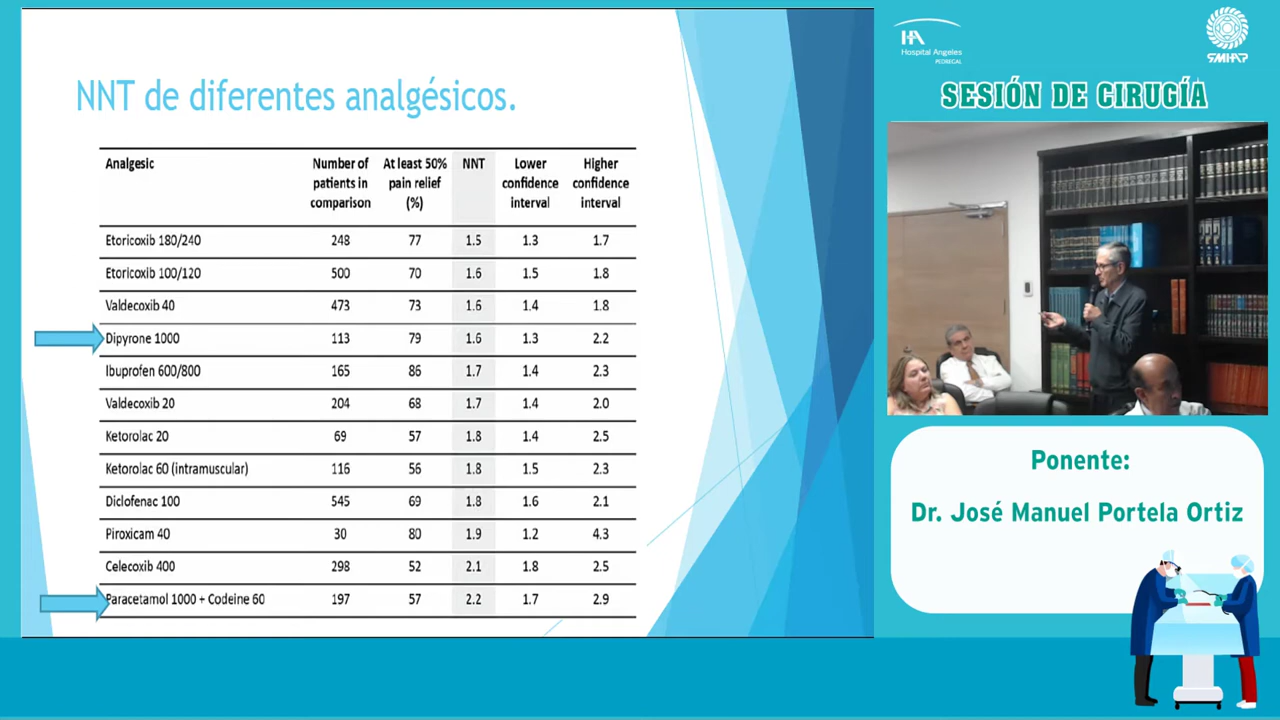 NNT de diferentes analgésicos.
Analgesic Number of patients in comparison At least 50% pain relief (%) NNT Lower confidence interval Higher confidence interval
Etoricoxib 180/240 248 77 1.5 1.3 1.7
Etoricoxib 100/120 500 70 1.6 1.5 1.8
Valdecoxib 40 473 73 1.6 1.4 1.8
Dipyrone 1000 113 79 1.6 1.3 2.2
Ibuprofen 600/800 165 86 1.7 1.4 2.3
Valdecoxib 20 204 68 1.7 1.4 2.0
Ketorolac 20 69 57 1.8 1.4 2.5
Ketorolac 60 (intramuscular) 116 56 1.8 1.5 2.3
Diclofenac 100 545 69 1.8 1.6 2.1
Piroxicam 40 30 80 1.9 1.2 4.3
Celecoxib 400 298 52 2.1 1.8 2.5
Paracetamol 1000 + Codeine 60 197 57 2.2 1.7 2.9
HA
Hospital Angeles
PEDREGAL
SMHAP
SESIÓN DE CIRUGÍA
Ponente:
Dr. José Manuel Portela Ortiz